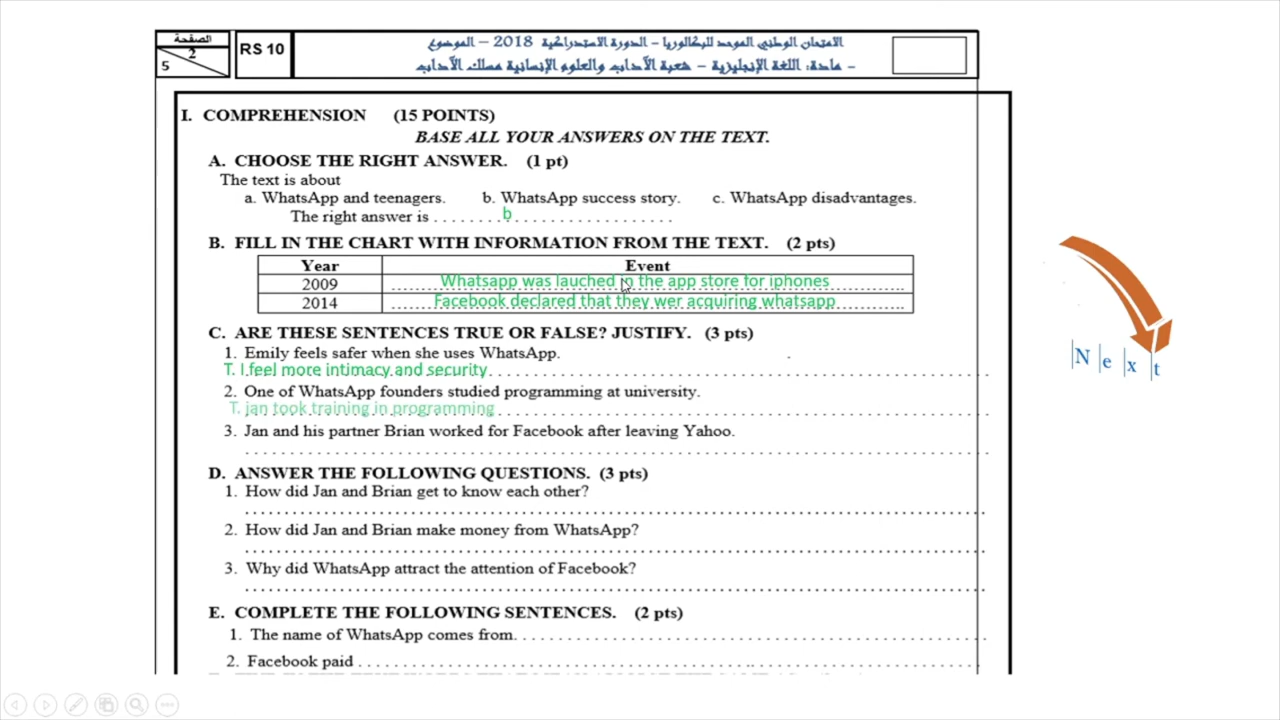 الصفحة
2
5
RS 10
الامتحان الوطني الموحد للبكالوريا – الدورة الاستدراكية 2018 – الموضوع
– مادة: اللغة الإنجليزية – شعبة الآداب والعلوم الإنسانية مسلك الآداب
I. COMPREHENSION (15 POINTS)
BASE ALL YOUR ANSWERS ON THE TEXT.
A. CHOOSE THE RIGHT ANSWER. (1 pt)
The text is about
a. WhatsApp and teenagers. b. WhatsApp success story. c. WhatsApp disadvantages.
The right answer is . . . . . . . b . . . . . . . . . . . . . . .
B. FILL IN THE CHART WITH INFORMATION FROM THE TEXT. (2 pts)
Year Event
2009 Whatsapp was lauched in the app store for iphones
2014 Facebook declared that they wer acquiring whatsapp
C. ARE THESE SENTENCES TRUE OR FALSE? JUSTIFY. (3 pts)
1. Emily feels safer when she uses WhatsApp.
T. I feel more intimacy and security
2. One of WhatsApp founders studied programming at university.
T. jan took training in programming
3. Jan and his partner Brian worked for Facebook after leaving Yahoo.
D. ANSWER THE FOLLOWING QUESTIONS. (3 pts)
1. How did Jan and Brian get to know each other?
2. How did Jan and Brian make money from WhatsApp?
3. Why did WhatsApp attract the attention of Facebook?
E. COMPLETE THE FOLLOWING SENTENCES. (2 pts)
1. The name of WhatsApp comes from. . . . . . . . . .
2. Facebook paid . . . . . . . . . .
Next